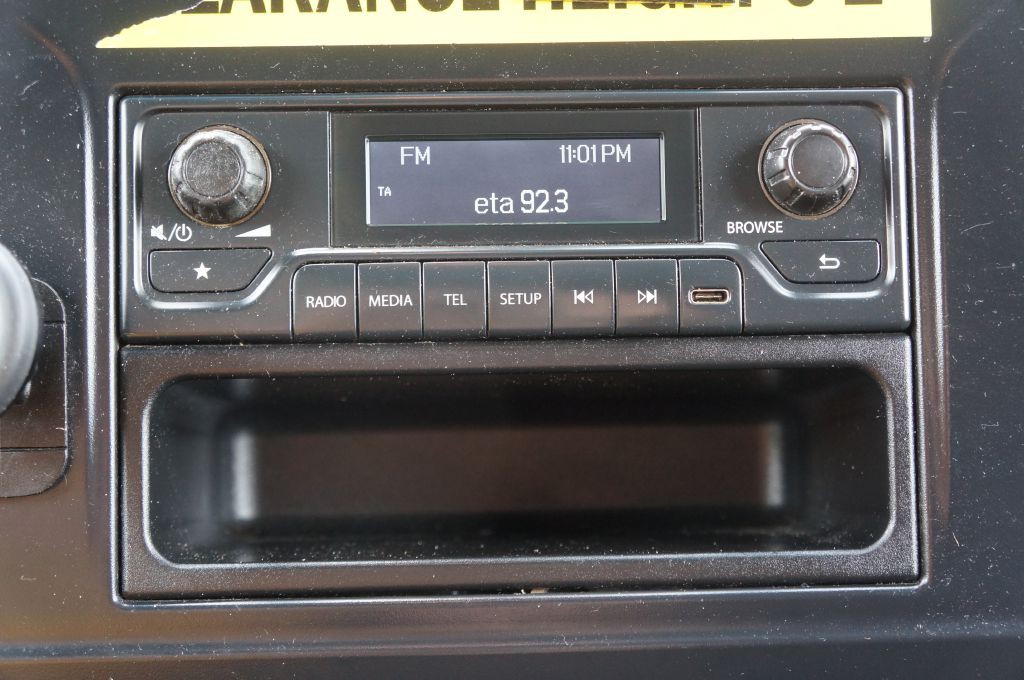 FM 11:01 PM
TA
eta 92.3
BROWSE
RADIO MEDIA TEL SETUP